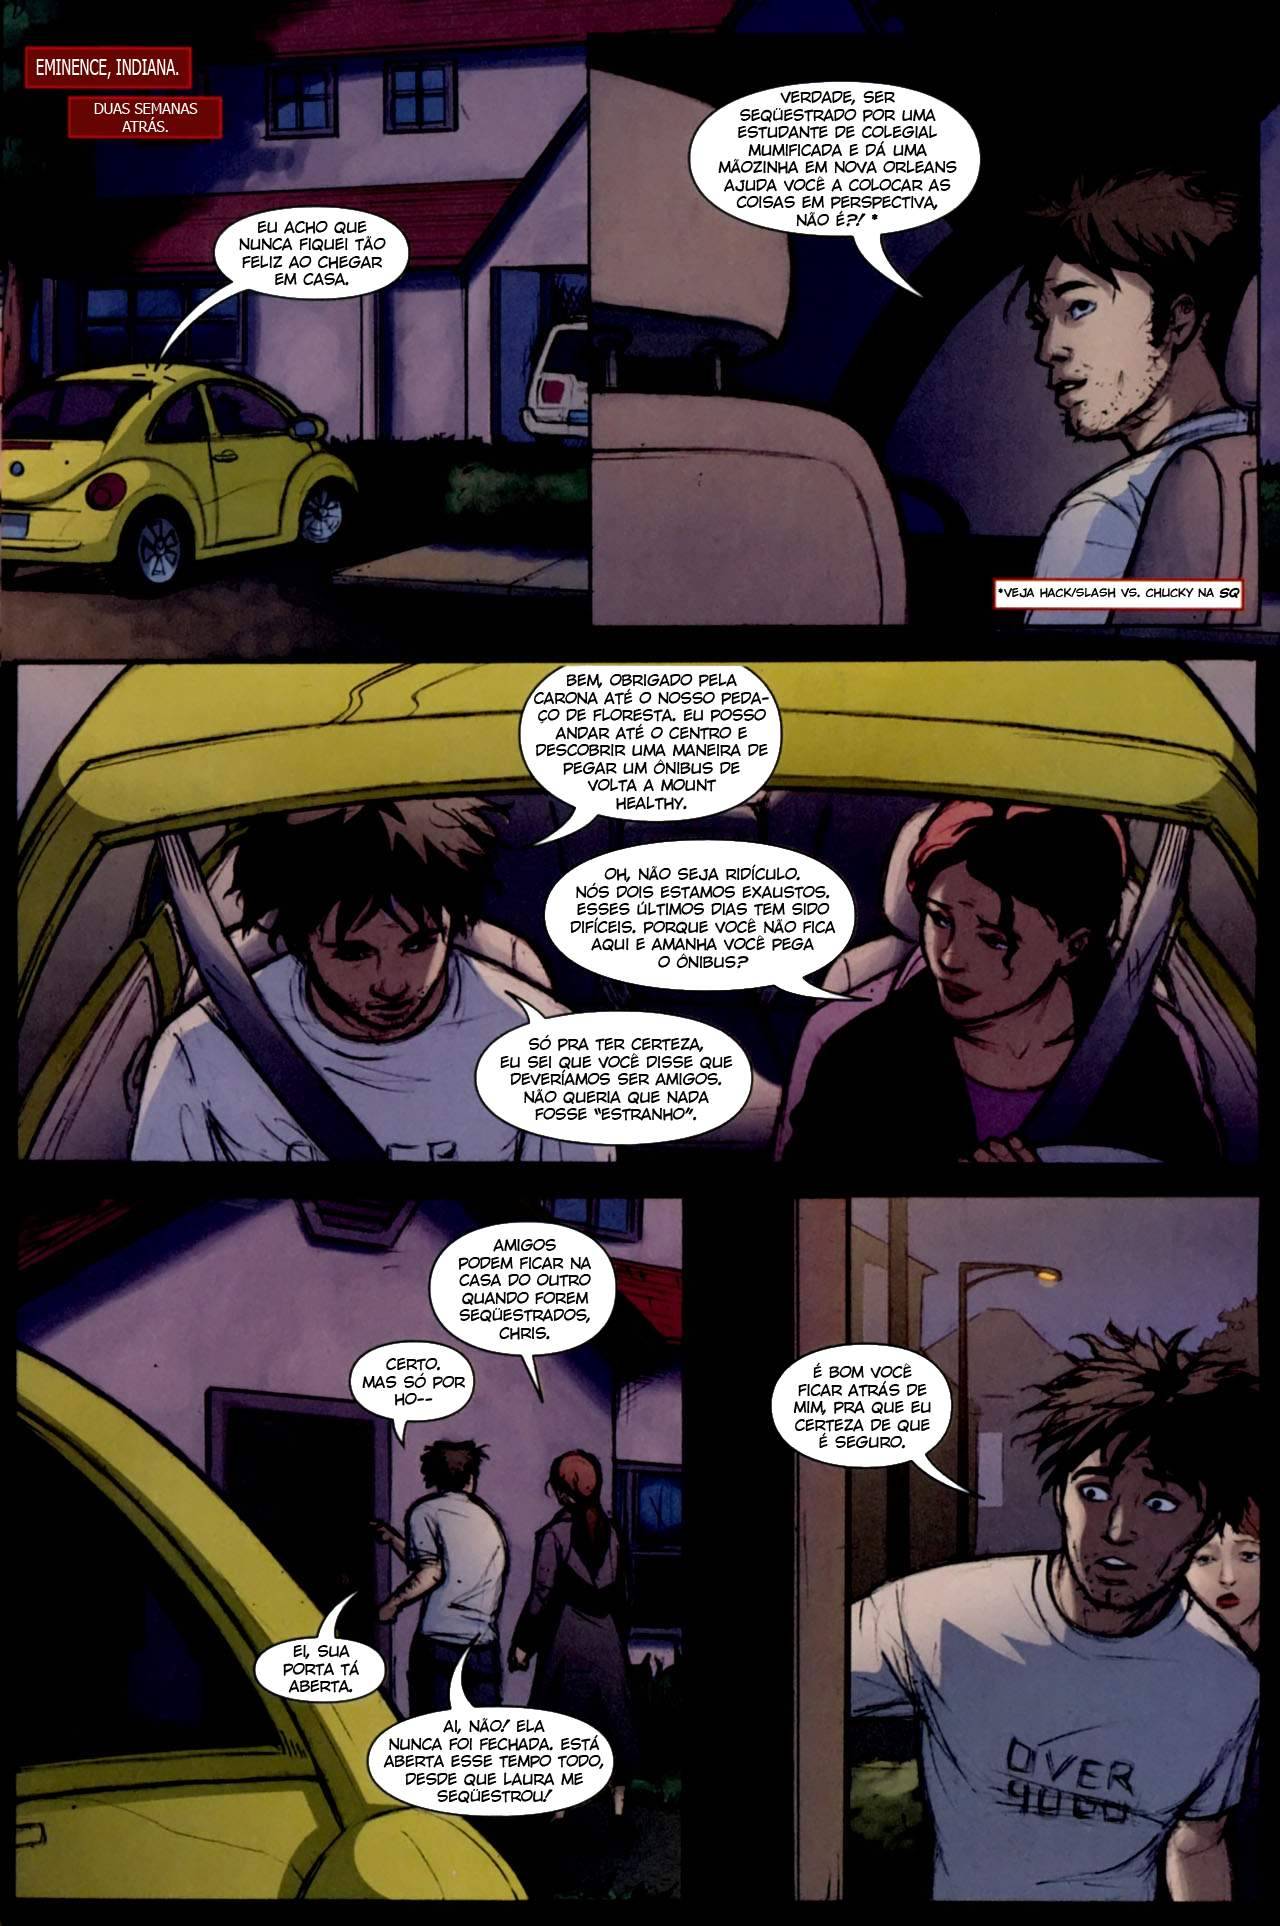 EMINENCE, INDIANA.
DUAS SEMANAS
ATRÁS.
EU ACHO QUE
NUNCA FIQUEI TÃO
FELIZ AO CHEGAR
EM CASA.
VERDADE, SER
SEQÜESTRADO POR UMA
ESTUDANTE DE COLEGIAL
MUMIFICADA E DÁ UMA
MÃOZINHA EM NOVA ORLEANS
AJUDA VOCÊ A COLOCAR AS
COISAS EM PERSPECTIVA,
NÃO É?! *
*VEJA HACK/SLASH VS. CHUCKY NA SQ
BEM, OBRIGADO PELA
CARONA ATÉ O NOSSO PEDA-
ÇO DE FLORESTA. EU POSSO
ANDAR ATÉ O CENTRO E
DESCOBRIR UMA MANEIRA DE
PEGAR UM ÔNIBUS DE
VOLTA A MOUNT
HEALTHY.
OH, NÃO SEJA RIDÍCULO.
NÓS DOIS ESTAMOS EXAUSTOS.
ESSES ÚLTIMOS DIAS TEM SIDO
DIFÍCEIS. PORQUE VOCÊ NÃO FICA
AQUI E AMANHA VOCÊ PEGA
O ÔNIBUS?
SÓ PRA TER CERTEZA,
EU SEI QUE VOCÊ DISSE QUE
DEVERÍAMOS SER AMIGOS.
NÃO QUERIA QUE NADA
FOSSE “ESTRANHO”.
AMIGOS
PODEM FICAR NA
CASA DO OUTRO
QUANDO FOREM
SEQÜESTRADOS,
CHRIS.
CERTO.
MAS SÓ POR
HO--
EI, SUA
PORTA TÁ
ABERTA.
AI, NÃO! ELA
NUNCA FOI FECHADA. ESTÁ
ABERTA ESSE TEMPO TODO,
DESDE QUE LAURA ME
SEQÜESTROU!
É BOM VOCÊ
FICAR ATRÁS DE
MIM, PRA QUE EU
CERTEZA DE QUE
É SEGURO.
OVER
9000